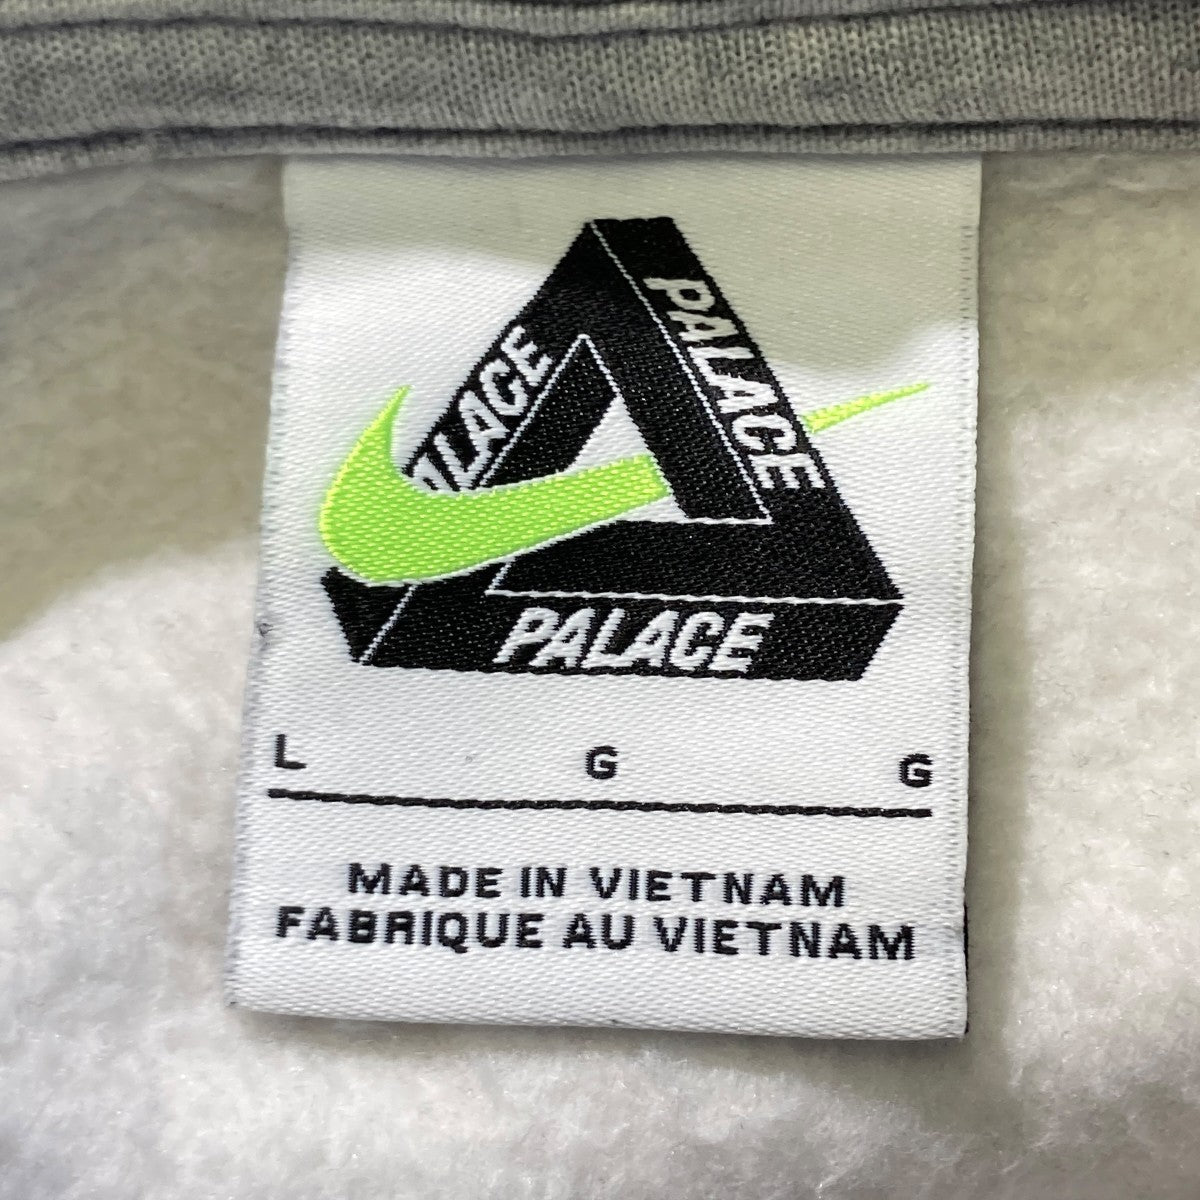 PALACE
PALACE
PALACE
L G G
MADE IN VIETNAM
FABRIQUE AU VIETNAM